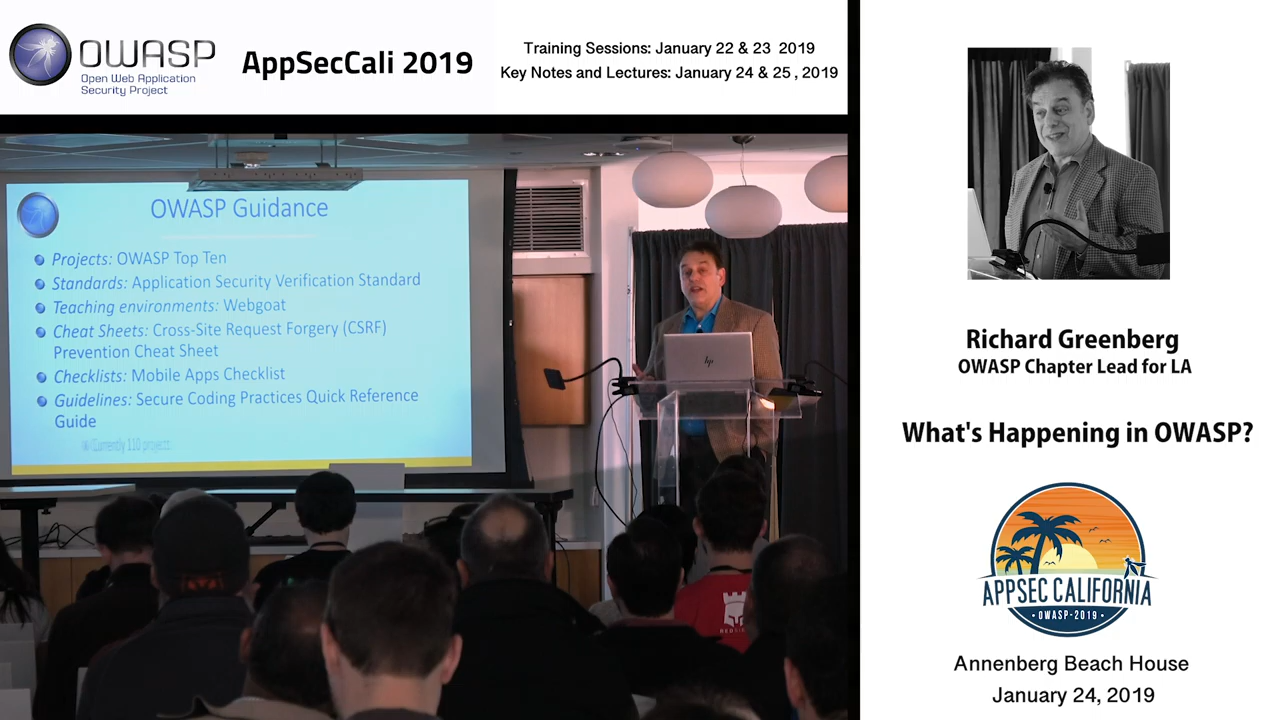 OWASP
Open Web Application
Security Project
AppSecCali 2019
Training Sessions: January 22 & 23 2019
Key Notes and Lectures: January 24 & 25, 2019
OWASP Guidance
Projects: OWASP Top Ten
Standards: Application Security Verification Standard
Teaching environments: Webgoat
Cheat Sheets: Cross-Site Request Forgery (CSRF)
Prevention Cheat Sheet
Checklists: Mobile Apps Checklist
Guidelines: Secure Coding Practices Quick Reference
Guide
Currently 110 projects
hp
Richard Greenberg
OWASP Chapter Lead for LA
What's Happening in OWASP?
APPSEC CALIFORNIA
OWASP-2019
Annenberg Beach House
January 24, 2019